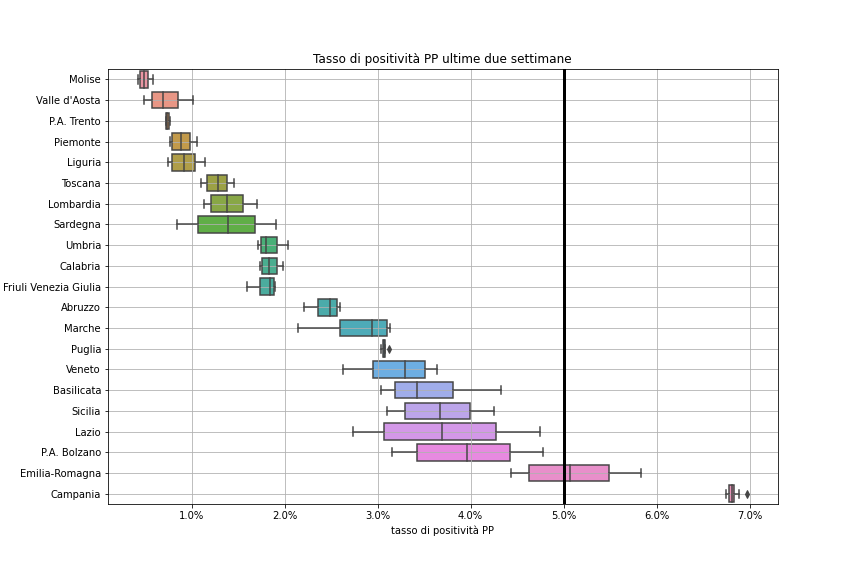 Tasso di positività PP ultime due settimane
Molise
Valle d'Aosta
P.A. Trento
Piemonte
Liguria
Toscana
Lombardia
Sardegna
Umbria
Calabria
Friuli Venezia Giulia
Abruzzo
Marche
Puglia
Veneto
Basilicata
Sicilia
Lazio
P.A. Bolzano
Emilia-Romagna
Campania
1.0% 2.0% 3.0% 4.0% 5.0% 6.0% 7.0%
tasso di positività PP